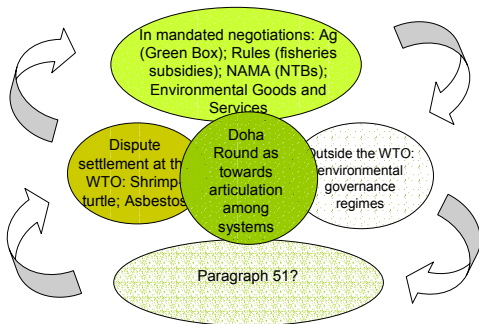 In mandated negotiations: Ag
(Green Box); Rules (fisheries
subsidies); NAMA (NTBs);
Environmental Goods and
Services
Dispute
settlement at the
WTO: Shrimp-
turtle; Asbestos
Doha
Round as
towards
articulation
among
systems
Outside the WTO:
environmental
governance
regimes
Paragraph 51?